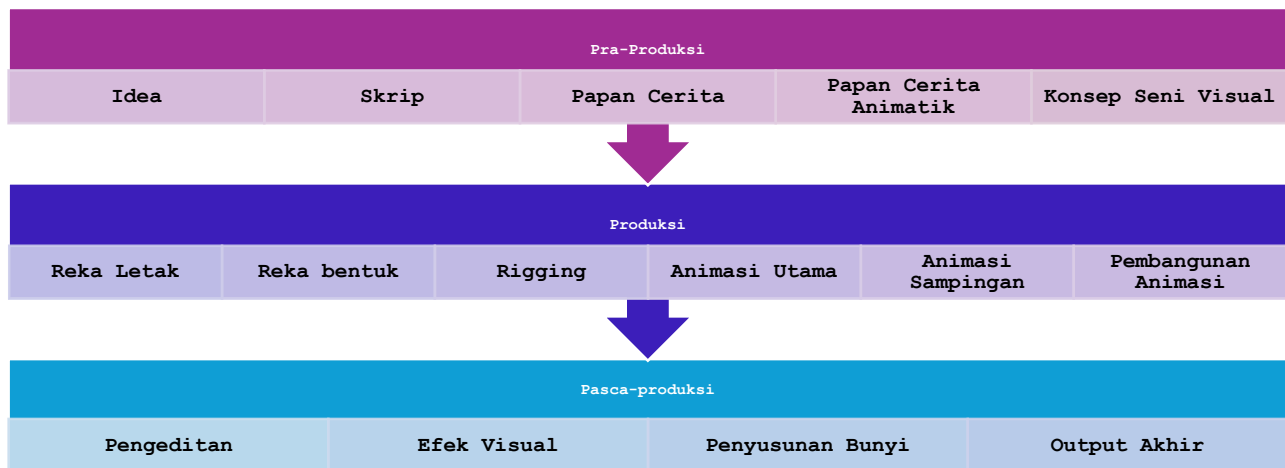 Pra-Produksi
Idea
Skrip
Papan Cerita
Papan Cerita
Animatik
Konsep Seni Visual
Produksi
Reka Letak
Reka bentuk
Rigging
Animasi Utama
Animasi
Sampingan
Pembangunan
Animasi
Pasca-produksi
Pengeditan
Efek Visual
Penyusunan Bunyi
Output Akhir